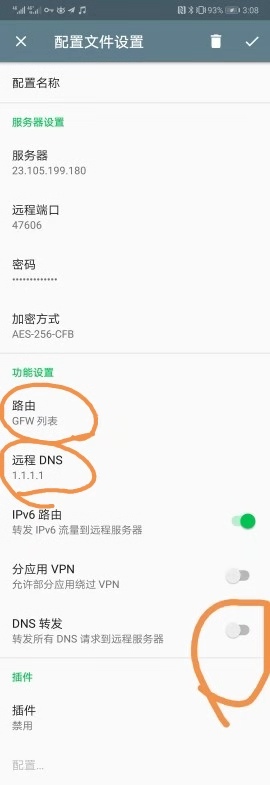 93% 3:08
配置文件设置
配置名称
服务器设置
服务器
23.105.199.180
远程端口
47606
密码
•••••••••••••
加密方式
AES-256-CFB
功能设置
路由
GFW 列表
远程 DNS
1.1.1.1
IPv6 路由
转发 IPv6 流量到远程服务器
分应用 VPN
允许部分应用绕过 VPN
DNS 转发
转发所有 DNS 请求到远程服务器
插件
插件
禁用
配置…